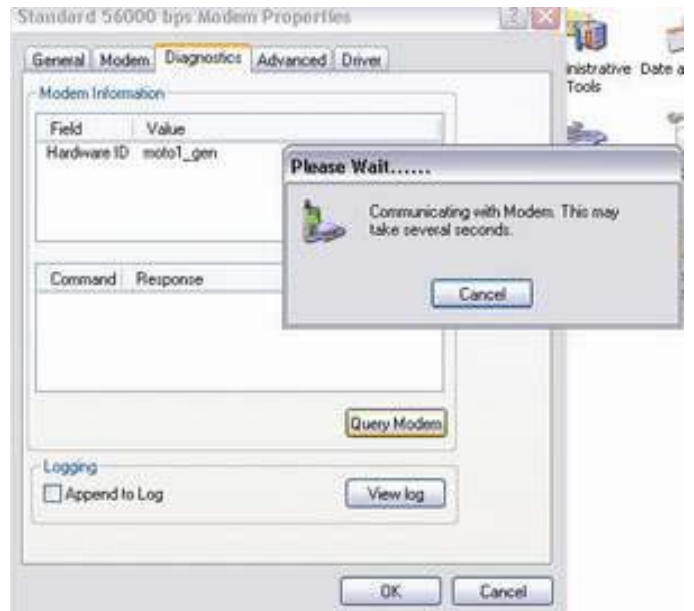 Standard 56000 bps Modem Properties
General Modem Diagnostics Advanced Driver
Modem Information
Field Value
Hardware ID moto1_gen
Please Wait......
Communicating with Modem. This may
take several seconds.
Cancel
Command Response
Query Modem
Logging
Append to Log
View log
OK Cancel
inistrative Date a
Tools